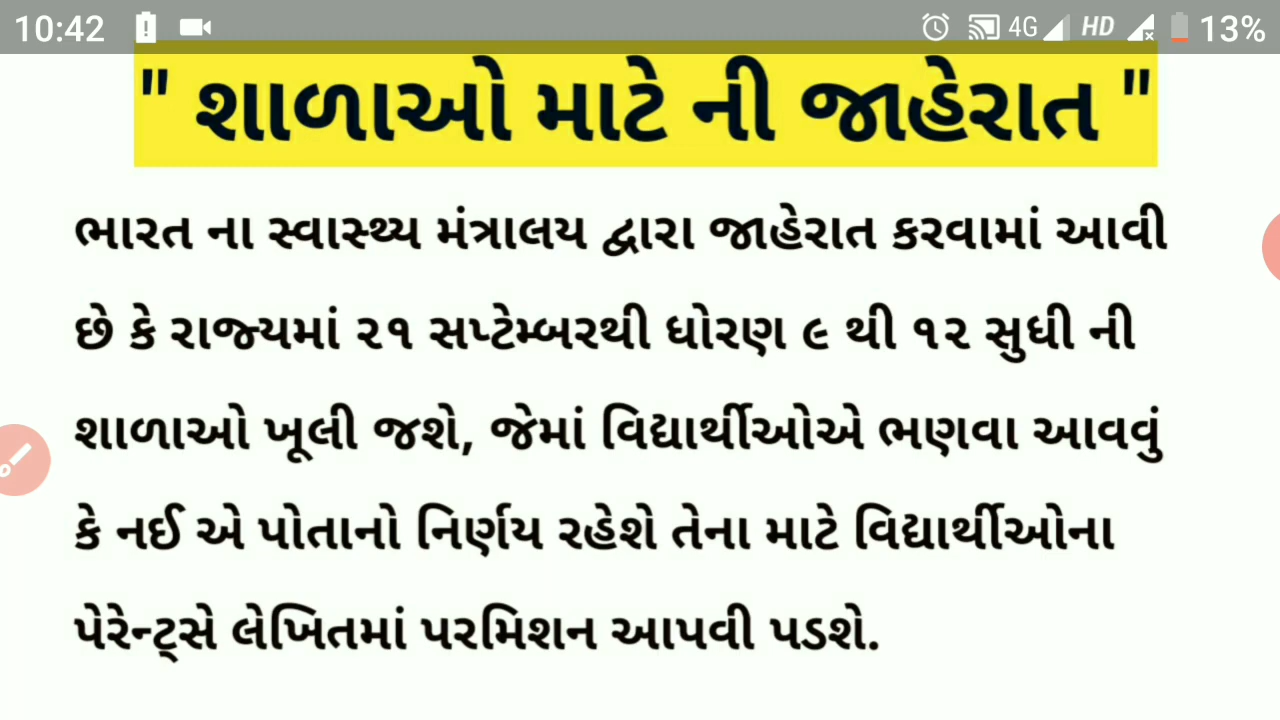 10:42 4G HD 13%
" શાળાઓ માટે ની જાહેરાત "
ભારત ના સ્વાસ્થ્ય મંત્રાલય દ્વારા જાહેરાત કરવામાં આવી
છે કે રાજ્યમાં ૨૧ સપ્ટેમ્બરથી ધોરણ ૯ થી ૧૨ સુધી ની
શાળાઓ ખૂલી જશે, જેમાં વિદ્યાર્થીઓએ ભણવા આવવું
કે નઈ એ પોતાનો નિર્ણય રહેશે તેના માટે વિદ્યાર્થીઓના
પેરેન્ટ્સે લેખિતમાં પરમિશન આપવી પડશે.